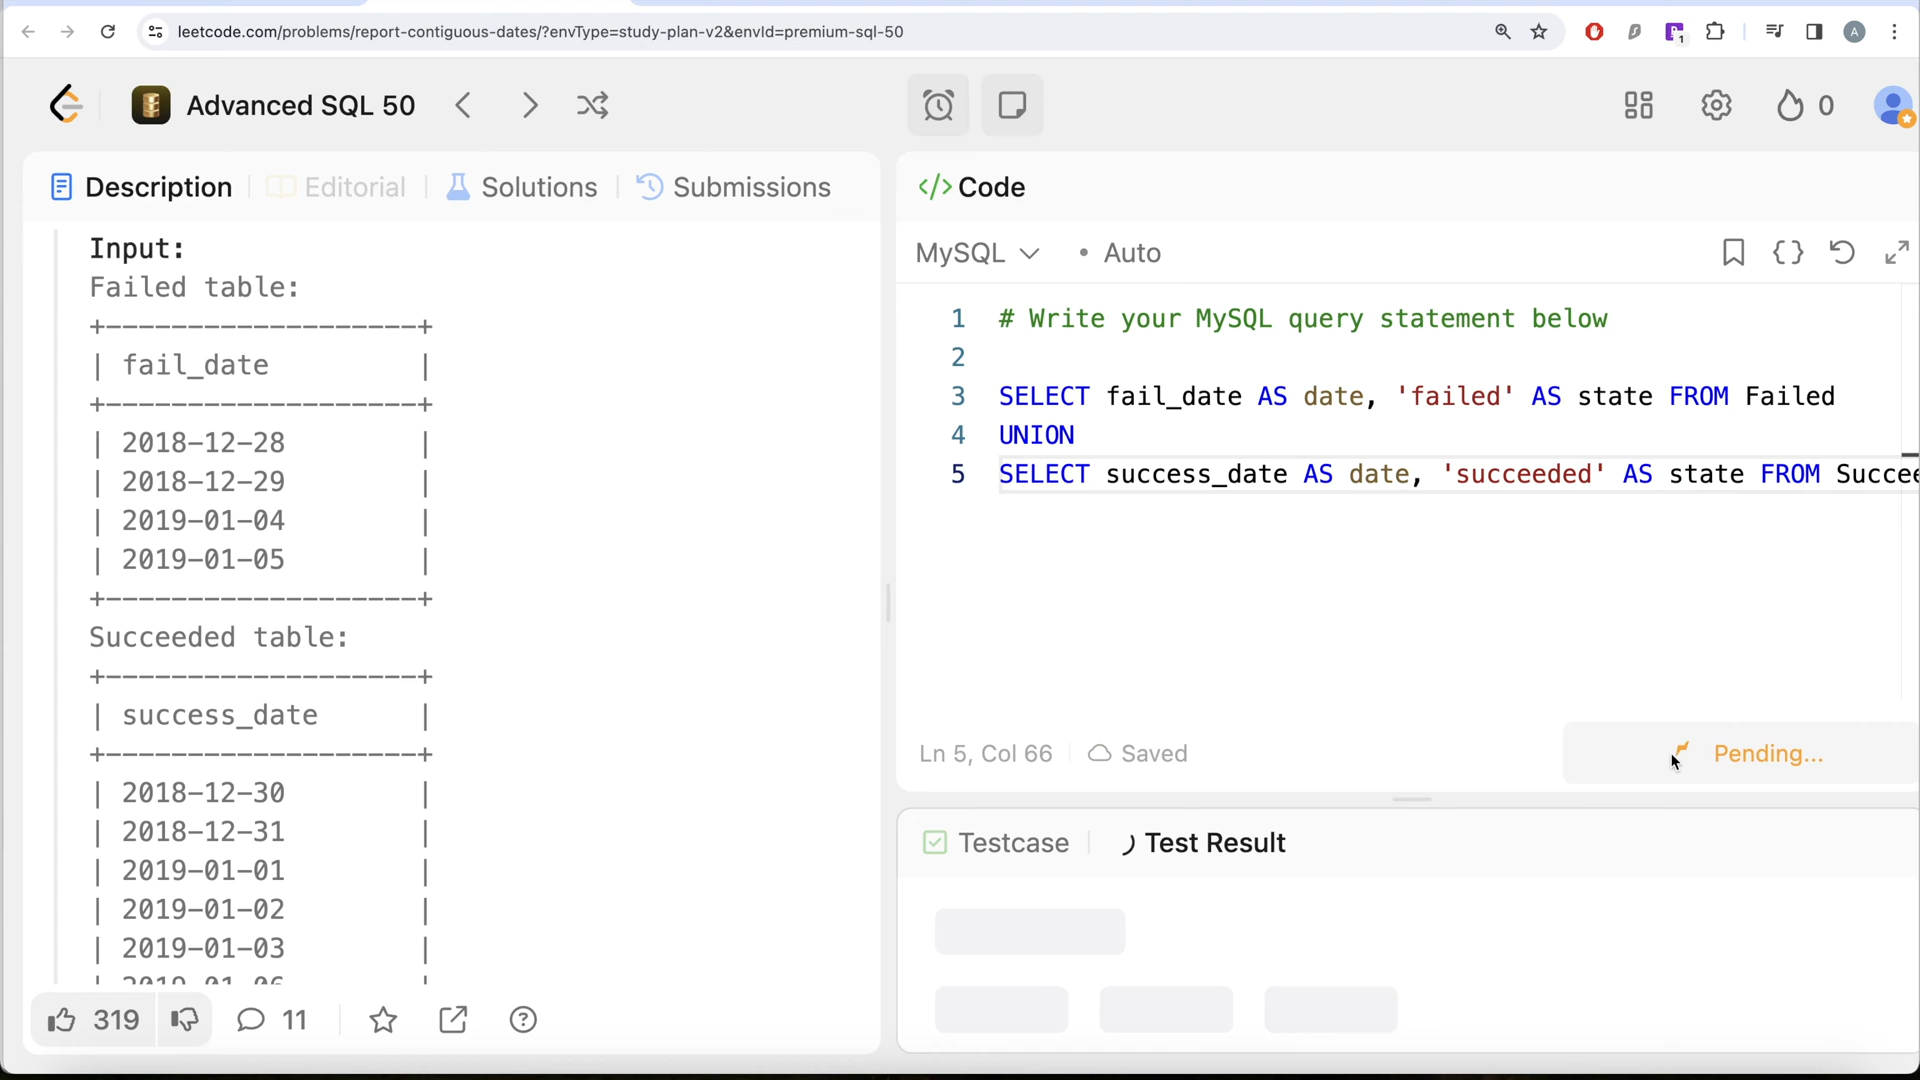 leetcode.com/problems/report-contiguous-dates/?envType=study-plan-v2&envId=premium-sql-50
1
A
Advanced SQL 50
0
Description
Editorial
Solutions
Submissions
Input:
Failed table:
+--------------------+
| fail_date |
+--------------------+
| 2018-12-28 |
| 2018-12-29 |
| 2019-01-04 |
| 2019-01-05 |
+--------------------+
Succeeded table:
+--------------------+
| success_date |
+--------------------+
| 2018-12-30 |
| 2018-12-31 |
| 2019-01-01 |
| 2019-01-02 |
| 2019-01-03 |
| 2019-01-06 |
319
11
</> Code
MySQL • Auto
{}
1 # Write your MySQL query statement below
2
3 SELECT fail_date AS date, 'failed' AS state FROM Failed
4 UNION
5 SELECT success_date AS date, 'succeeded' AS state FROM Succee
Ln 5, Col 66
Saved
Pending...
Testcase
Test Result